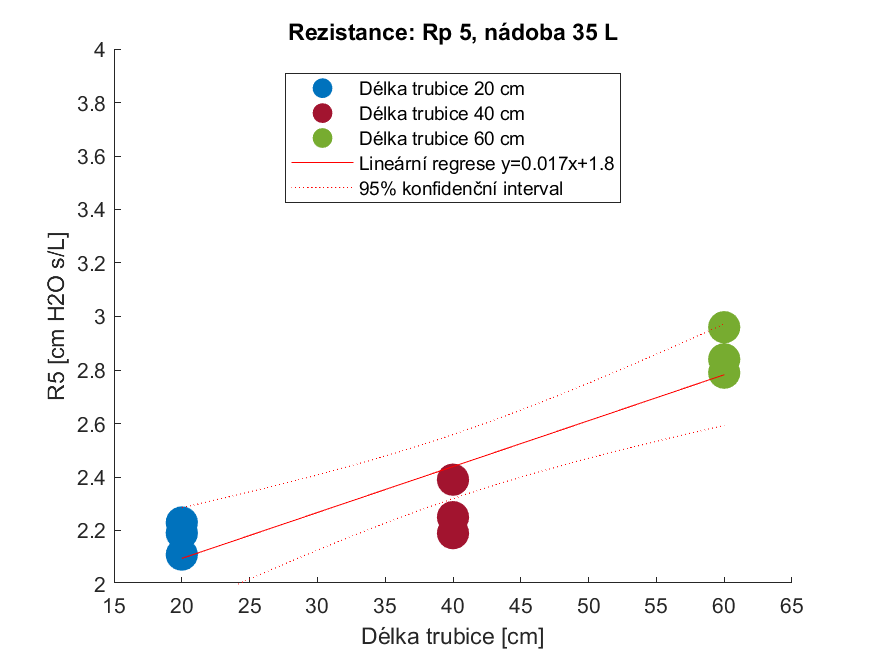 Rezistance: Rp 5, nádoba 35 L
Délka trubice 20 cm
Délka trubice 40 cm
Délka trubice 60 cm
Lineární regrese y=0.017x+1.8
95% konfidenční interval
R5 [cm H2O s/L]
4
3.8
3.6
3.4
3.2
3
2.8
2.6
2.4
2.2
2
15 20 25 30 35 40 45 50 55 60 65
Délka trubice [cm]